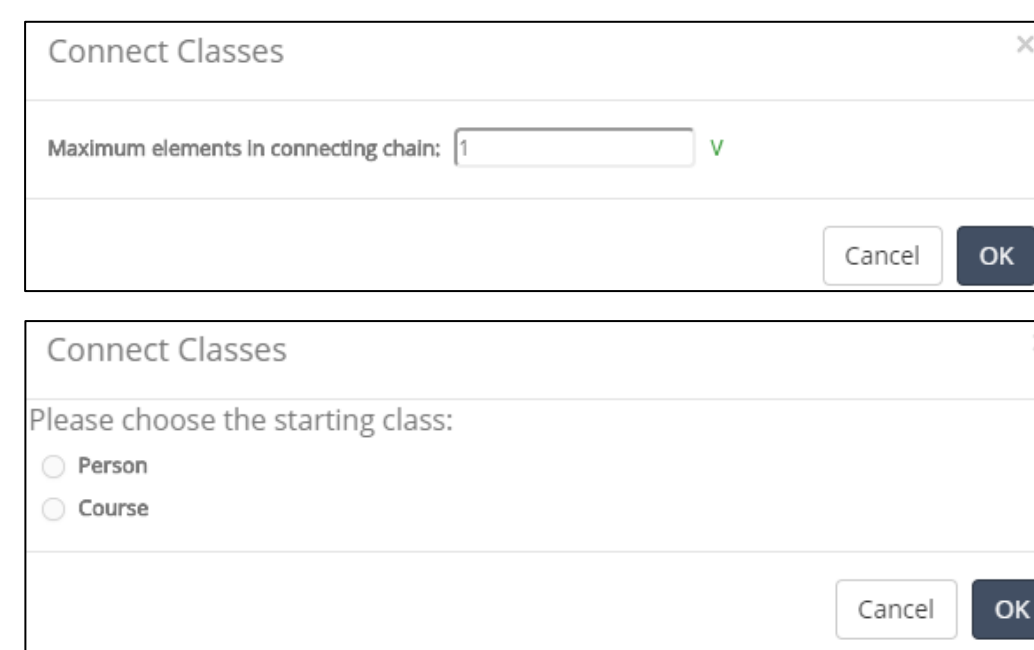 Connect Classes ×
Maximum elements in connecting chain: 1 V
Cancel OK
Connect Classes
Please choose the starting class:
Person
Course
Cancel OK